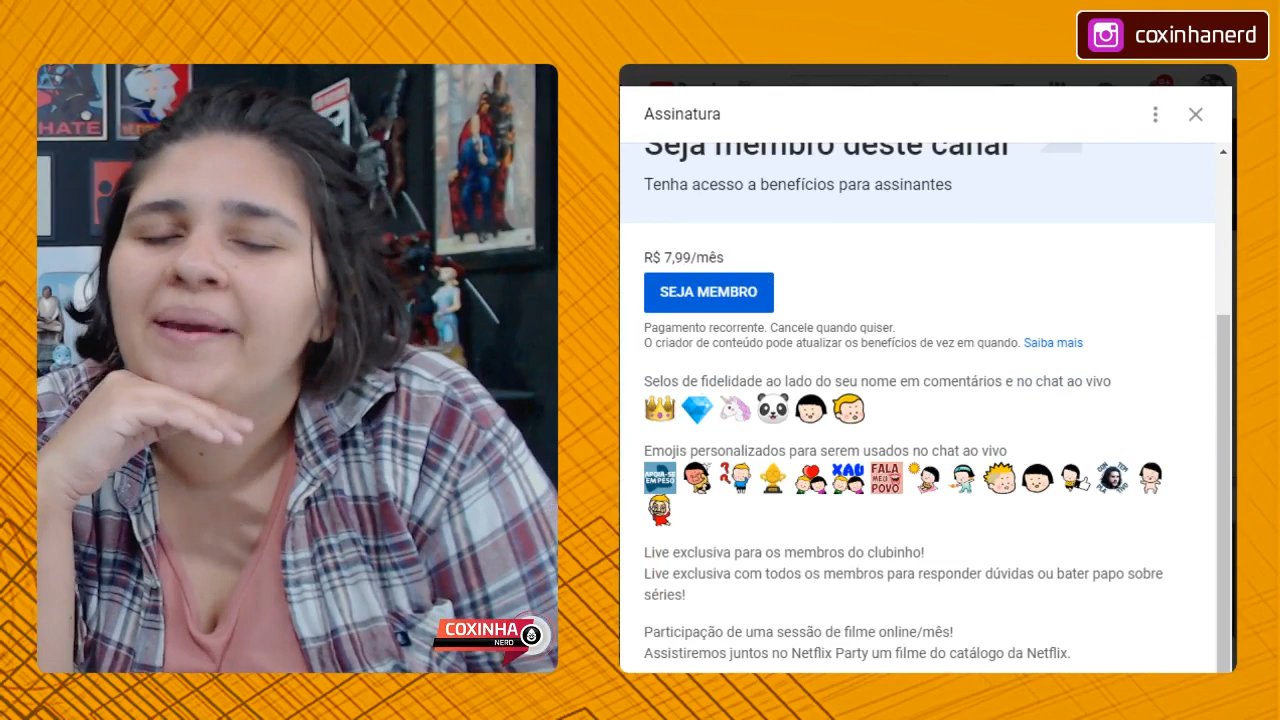 coxinhanerd
HATE
COXINHA
NERD
Assinatura
Seja membro deste canal
Tenha acesso a benefícios para assinantes
R$ 7,99/mês
SEJA MEMBRO
Pagamento recorrente. Cancele quando quiser.
O criador de conteúdo pode atualizar os benefícios de vez em quando. Saiba mais
Selos de fidelidade ao lado do seu nome em comentários e no chat ao vivo
Emojis personalizados para serem usados no chat ao vivo
APOIA-SE
EM PESO
XAU
FALA
MEU
POVO
Live exclusiva para os membros do clubinho!
Live exclusiva com todos os membros para responder dúvidas ou bater papo sobre
séries!
Participação de uma sessão de filme online/mês!
Assistiremos juntos no Netflix Party um filme do catálogo da Netflix.